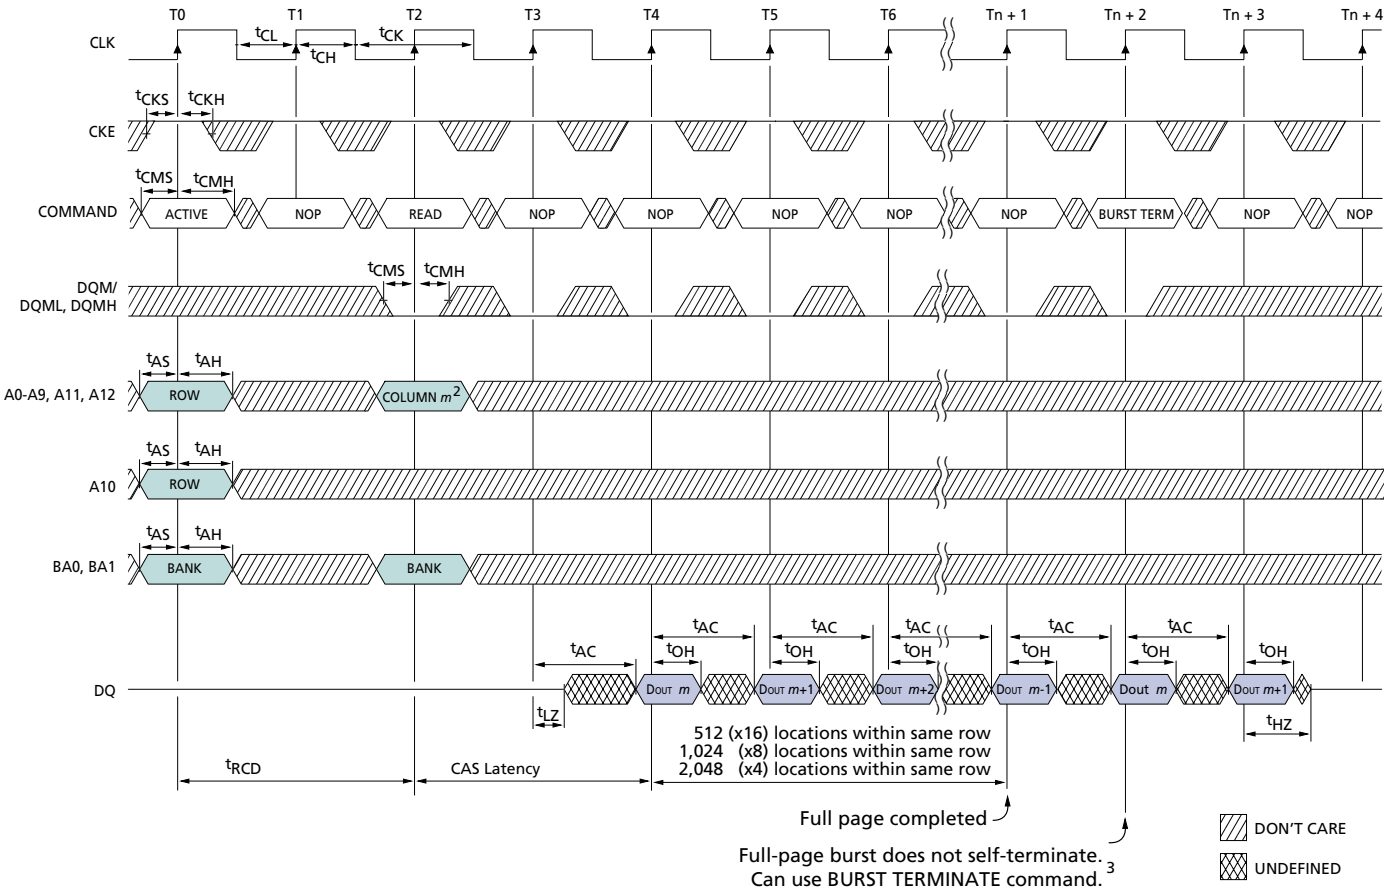 T0 T1 T2 T3 T4 T5 T6 Tn + 1 Tn + 2 Tn + 3 Tn + 4
CLK tCL tCH tCK
tCKS tCKH
CKE
tCMS tCMH
COMMAND ACTIVE NOP READ NOP NOP NOP NOP NOP BURST TERM NOP NOP
tCMS tCMH
DQM/
DQML, DQMH
tAS tAH
A0-A9, A11, A12 ROW COLUMN m2
tAS tAH
A10 ROW
tAS tAH
BA0, BA1 BANK BANK
tAC tAC tAC tAC tAC tAC
tOH tOH tOH tOH tOH tOH
DQ DOUT m DOUT m+1 DOUT m+2 DOUT m-1 Dout m DOUT m+1
tLZ tHZ
512 (x16) locations within same row
1,024 (x8) locations within same row
2,048 (x4) locations within same row
tRCD CAS Latency
Full page completed
Full-page burst does not self-terminate. 3
Can use BURST TERMINATE command.
DON'T CARE
UNDEFINED